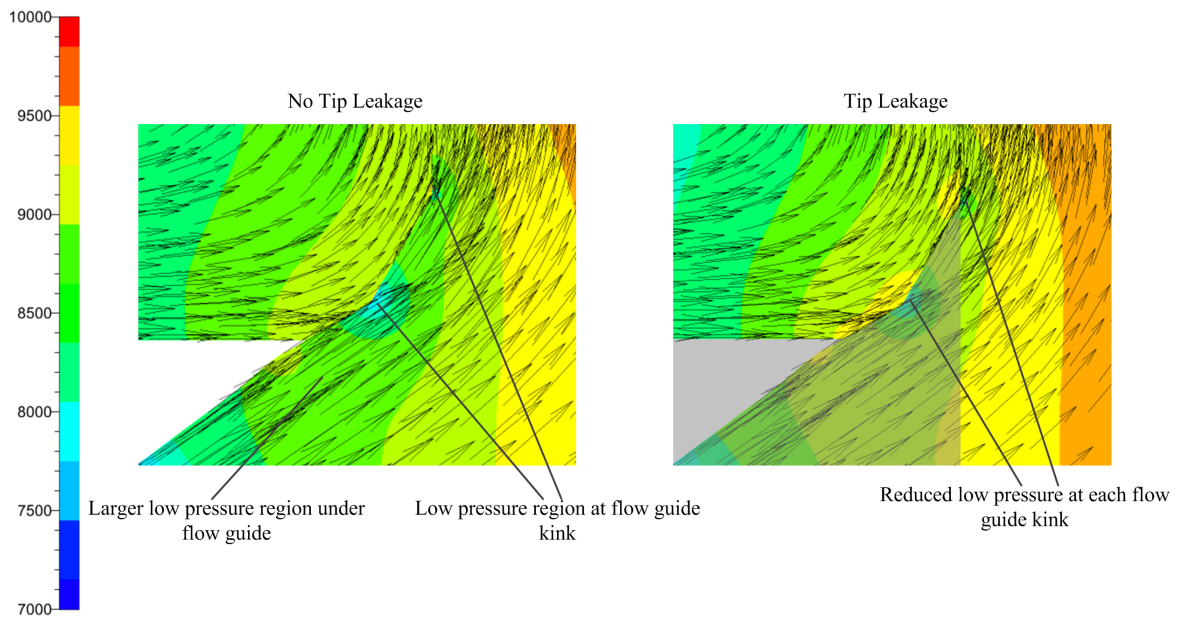 10000
9500
9000
8500
8000
7500
7000
No Tip Leakage
Tip Leakage
Larger low pressure region under
flow guide
Low pressure region at flow guide
kink
Reduced low pressure at each flow
guide kink